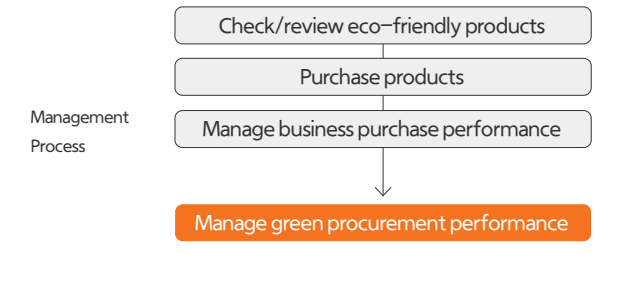 Check/review eco-friendly products
Purchase products
Management
Process
Manage business purchase performance
Manage green procurement performance